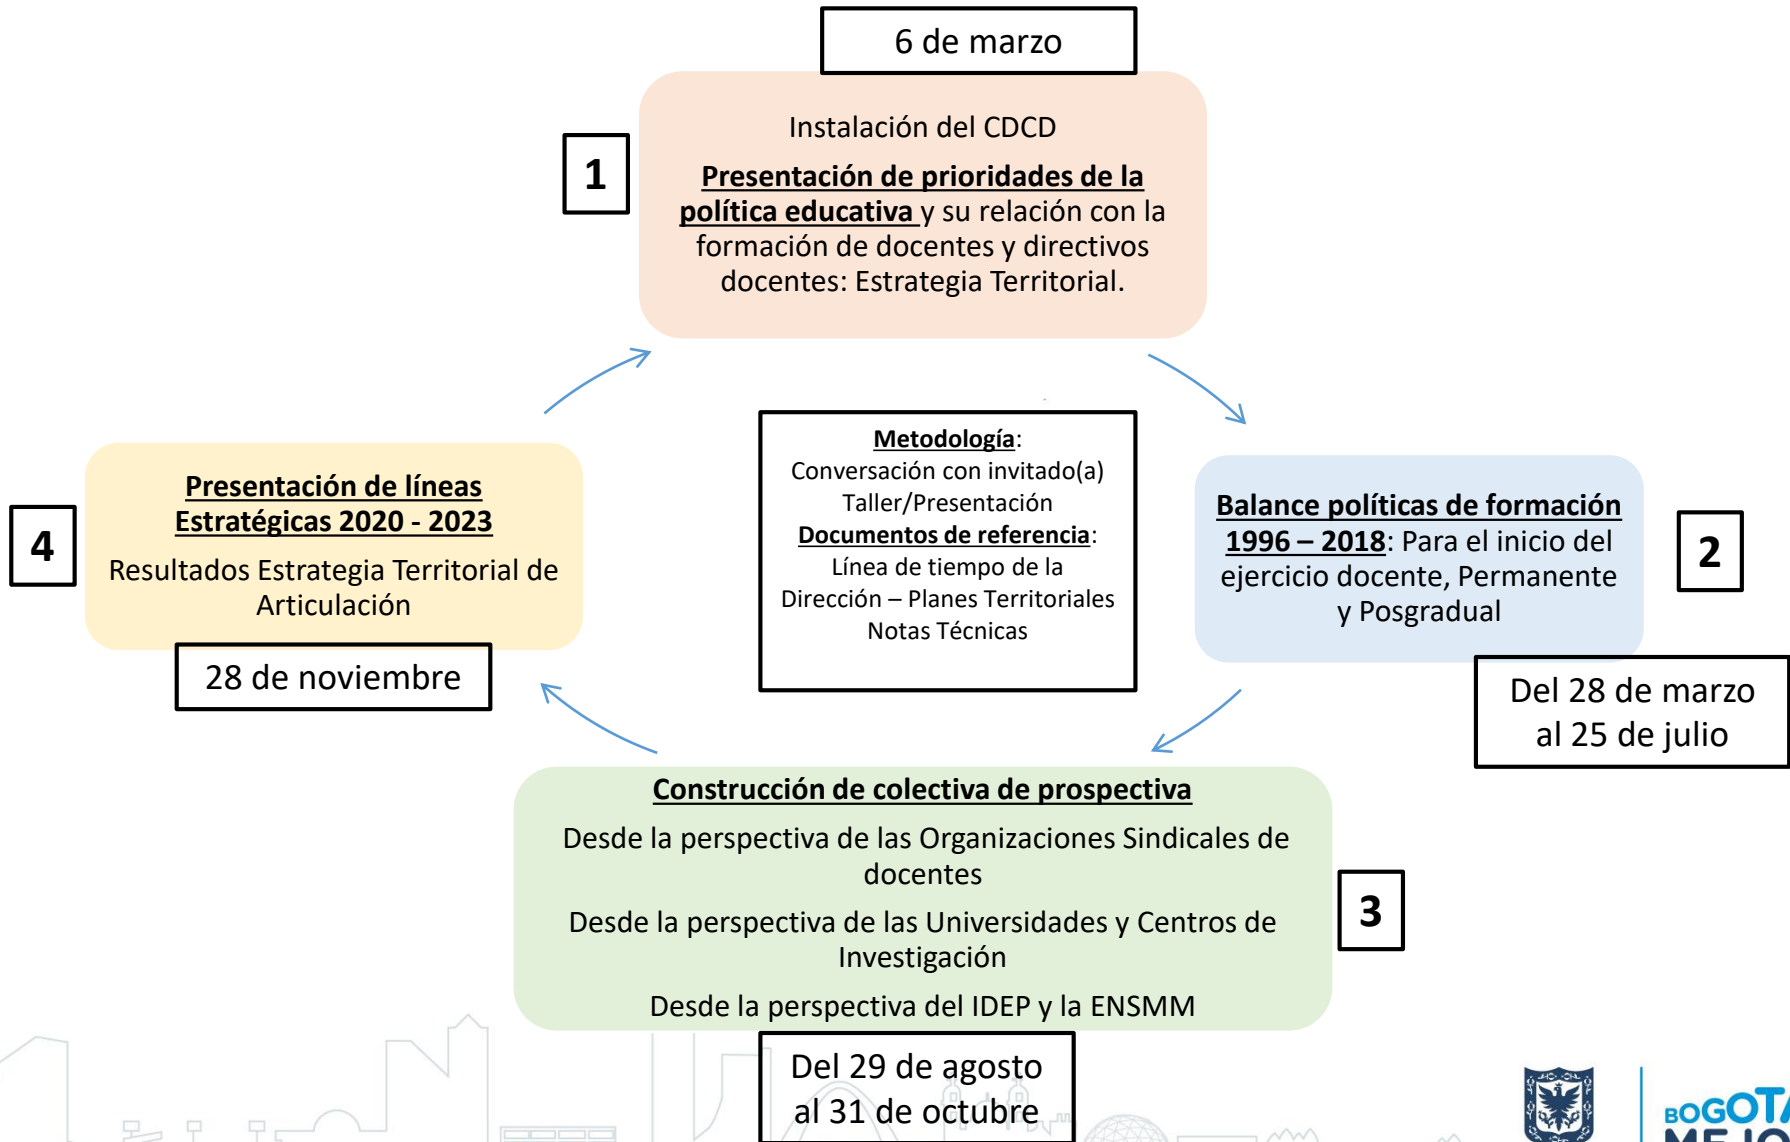 6 de marzo
1
Instalación del CDCD
Presentación de prioridades de la
política educativa y su relación con la
formación de docentes y directivos
docentes: Estrategia Territorial.
Metodología:
Conversación con invitado(a)
Taller/Presentación
Documentos de referencia:
Línea de tiempo de la
Dirección – Planes Territoriales
Notas Técnicas
Balance políticas de formación
1996 – 2018: Para el inicio del
ejercicio docente, Permanente
y Posgradual
2
Del 28 de marzo
al 25 de julio
Construcción de colectiva de prospectiva
Desde la perspectiva de las Organizaciones Sindicales de
docentes
Desde la perspectiva de las Universidades y Centros de
Investigación
Desde la perspectiva del IDEP y la ENSMM
3
Del 29 de agosto
al 31 de octubre
4
Presentación de líneas
Estratégicas 2020 - 2023
Resultados Estrategia Territorial de
Articulación
28 de noviembre
BOGOTA
MEJO